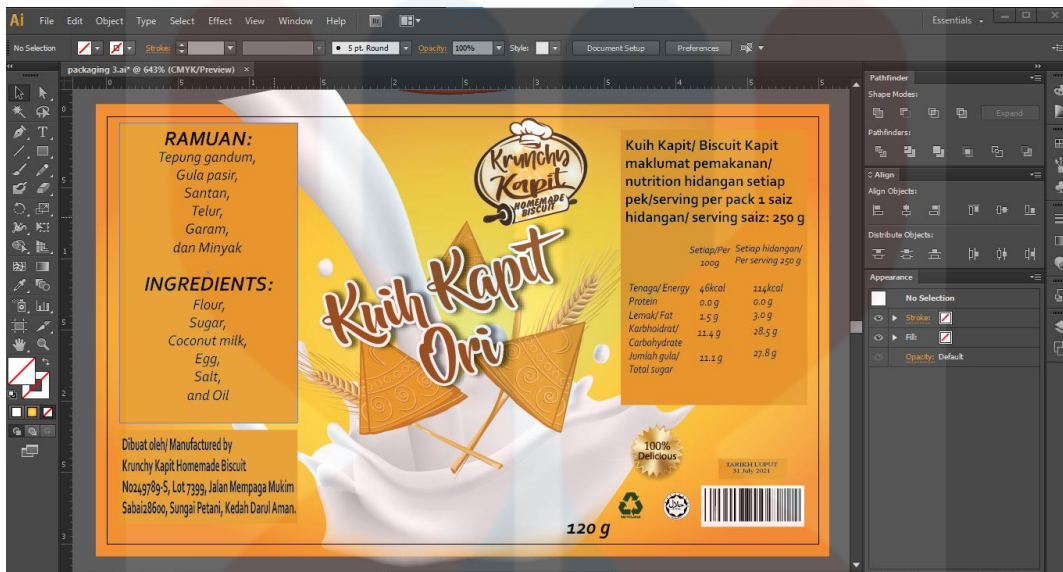 Ai File Edit Object Type Select Effect View Window Help Br Essentials
No Selection Stroke: 5 pt. Round Opacity: 100% Style: Document Setup Preferences
packaging 3.ai* @ 643% (CMYK/Preview) ×
RAMUAN:
Tepung gandum,
Gula pasir,
Santan,
Telur,
Garam,
dan Minyak
INGREDIENTS:
Flour,
Sugar,
Coconut milk,
Egg,
Salt,
and Oil
Dibuat oleh/ Manufactured by
Krunchy Kapit Homemade Biscuit
No249789-S, Lot 7399, Jalan Mempaga Mukim
Sabai28600, Sungai Petani, Kedah Darul Aman.
Krunchy
Kapit
HOMEMADE
BISCUIT
Kuih Kapit
Ori
120 g
Kuih Kapit/ Biscuit Kapit
maklumat pemakanan/
nutrition hidangan setiap
pek/serving per pack 1 saiz
hidangan/ serving saiz: 250 g
Setiap/Per Setiap hidangan/
100g Per serving 250 g
Tenaga/ Energy 46kcal 114kcal
Protein 0.0 g 0.0 g
Lemak/ Fat 1.5 g 3.0 g
Karbhoidrat/ 11.4 g 28.5 g
Carbohydrate
Jumlah gula/ 11.1 g 27.8 g
Total sugar
100%
Delicious
TARIKH LUPUT
31 July 2021
Pathfinder
Shape Modes:
Expand
Pathfinders:
Align
Align Objects:
Distribute Objects:
Appearance
No Selection
Stroke:
Fill:
Opacity: Default